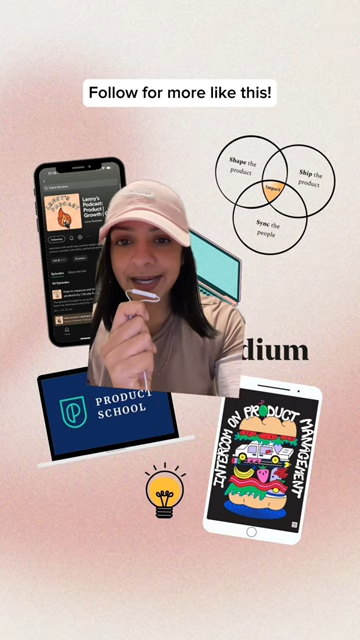 Follow for more like this!
Shape the
product
Ship the
product
Impact
Sync the
people
Lenny's
Podcast:
Product |
Growth |
dium
PRODUCT
SCHOOL
INTERCOM ON PRODUCT MANAGEMENT